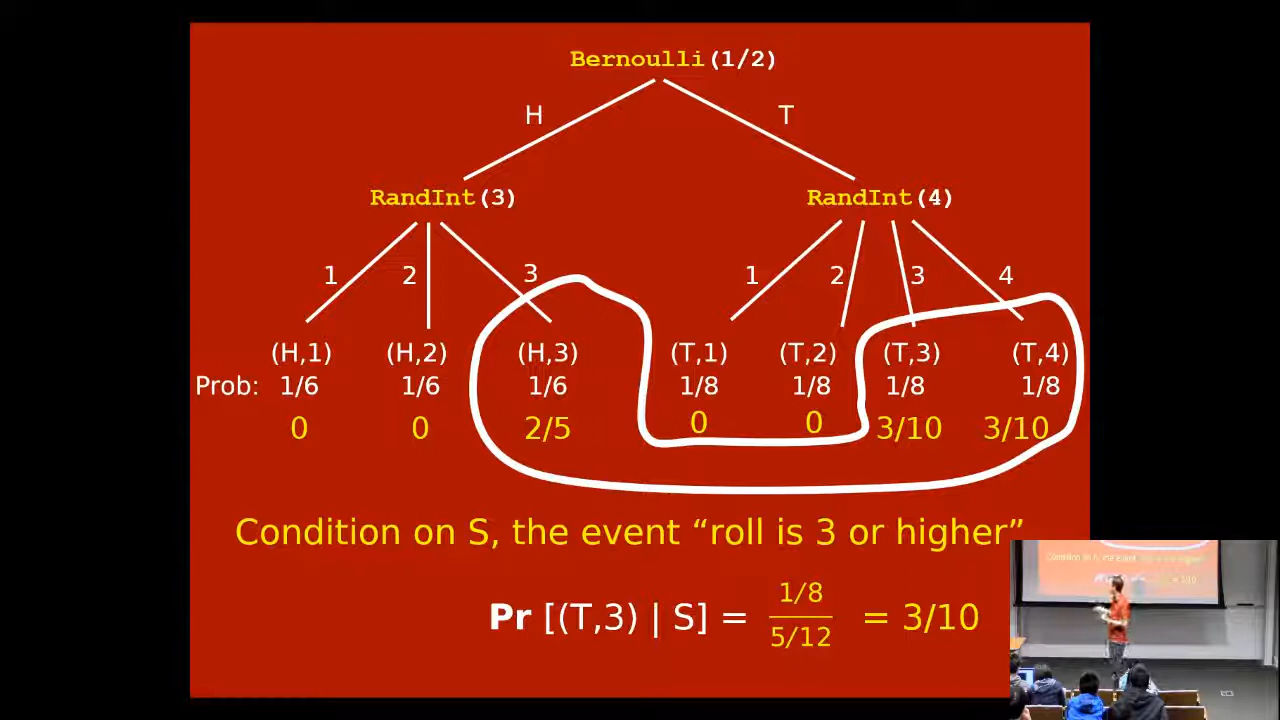 Bernoulli(1/2)
H T
RandInt(3) RandInt(4)
1 2 3 1 2 3 4
(H,1) (H,2) (H,3) (T,1) (T,2) (T,3) (T,4)
Prob: 1/6 1/6 1/6 1/8 1/8 1/8 1/8
0 0 2/5 0 0 3/10 3/10
Condition on S, the event “roll is 3 or higher”
Pr [(T,3) | S] = 1/8 / 5/12 = 3/10